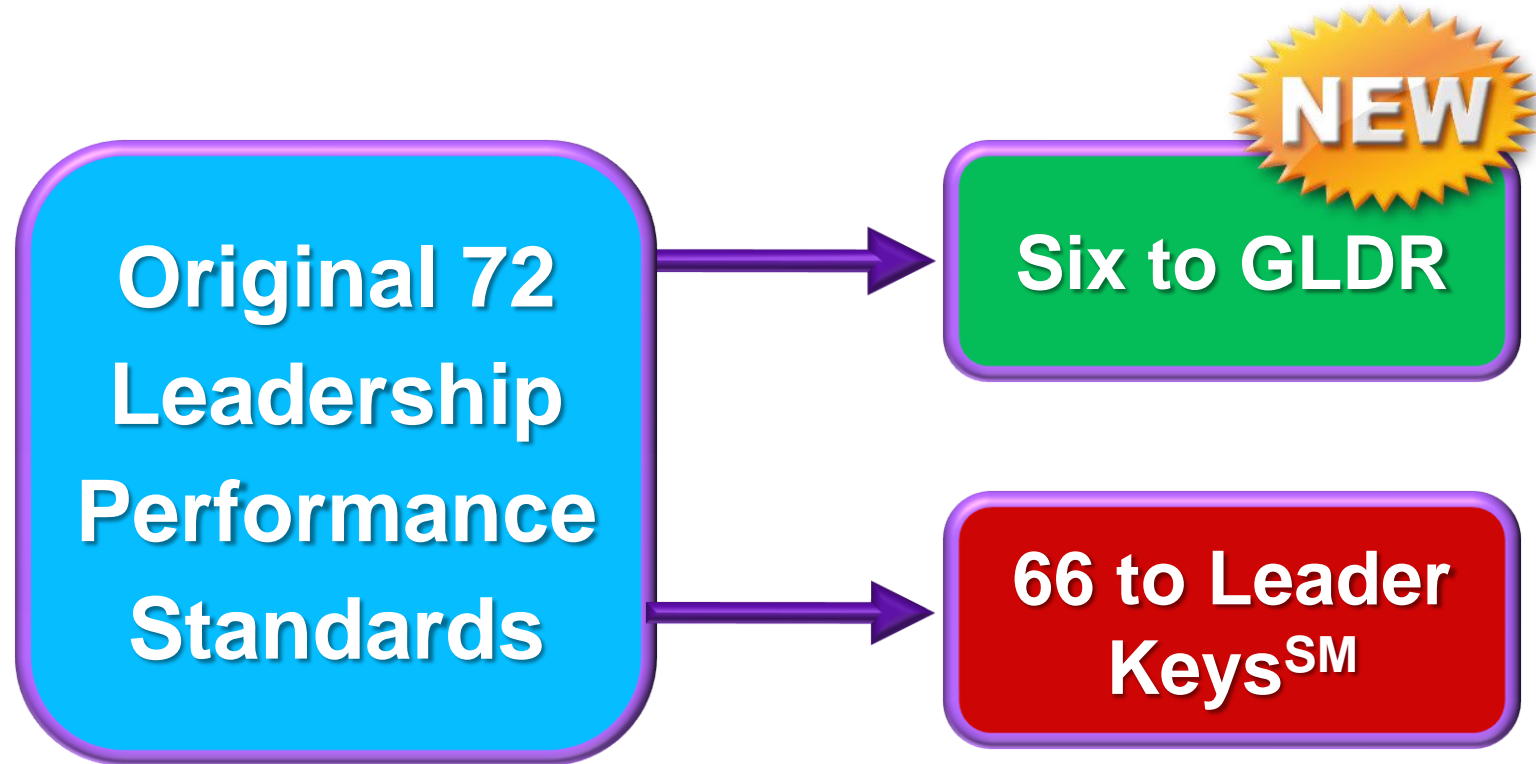 Original 72
Leadership
Performance
Standards
NEW
Six to GLDR
66 to Leader
Keys℠